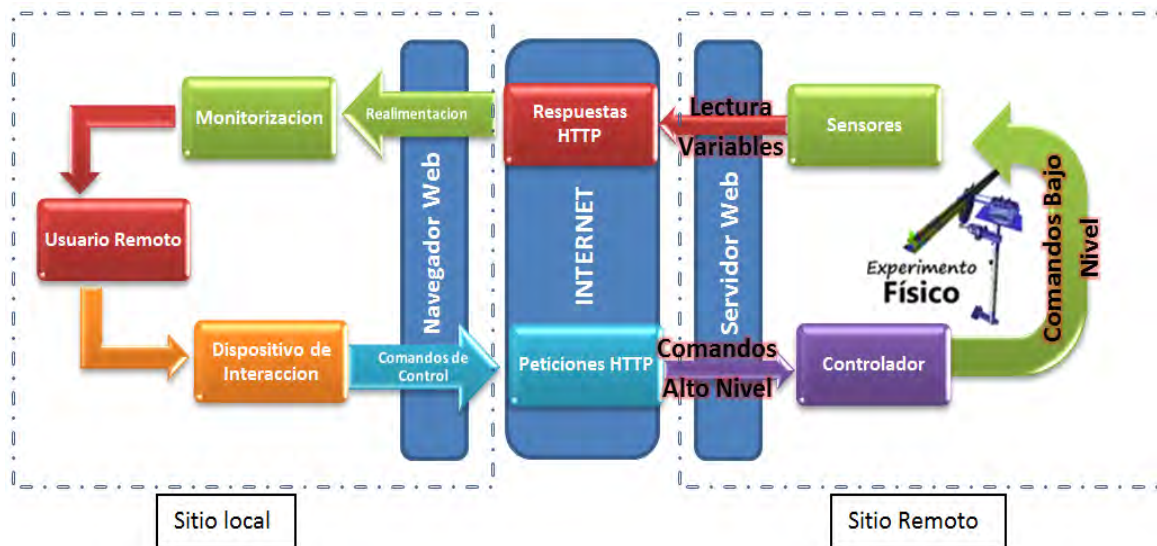 Monitorizacion
Realimentacion
Respuestas
HTTP
Lectura
Variables
Sensores
Usuario Remoto
Navegador Web
INTERNET
Servidor Web
Experimento
Físico
Comandos Bajo
Nivel
Dispositivo de
Interaccion
Comandos de
Control
Peticiones HTTP
Comandos
Alto Nivel
Controlador
Sitio local
Sitio Remoto